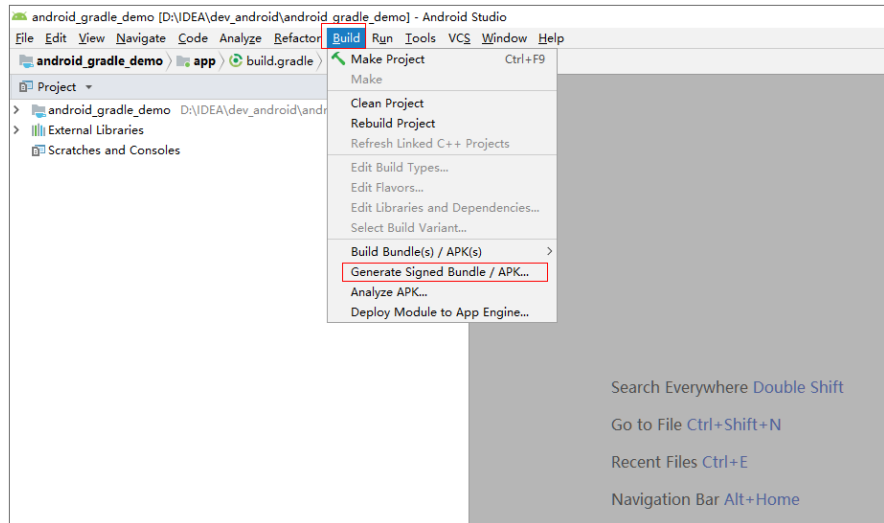 android_gradle_demo [D:\IDEA\dev_android\android_gradle_demo] - Android Studio
File Edit View Navigate Code Analyze Refactor Build Run Tools VCS Window Help
android_gradle_demo app build.gradle
Make Project Ctrl+F9
Project
Make
android_gradle_demo D:\IDEA\dev_android\andr
External Libraries
Scratches and Consoles
Clean Project
Rebuild Project
Refresh Linked C++ Projects
Edit Build Types...
Edit Flavors...
Edit Libraries and Dependencies...
Select Build Variant...
Build Bundle(s) / APK(s)
Generate Signed Bundle / APK...
Analyze APK...
Deploy Module to App Engine...
Search Everywhere Double Shift
Go to File Ctrl+Shift+N
Recent Files Ctrl+E
Navigation Bar Alt+Home